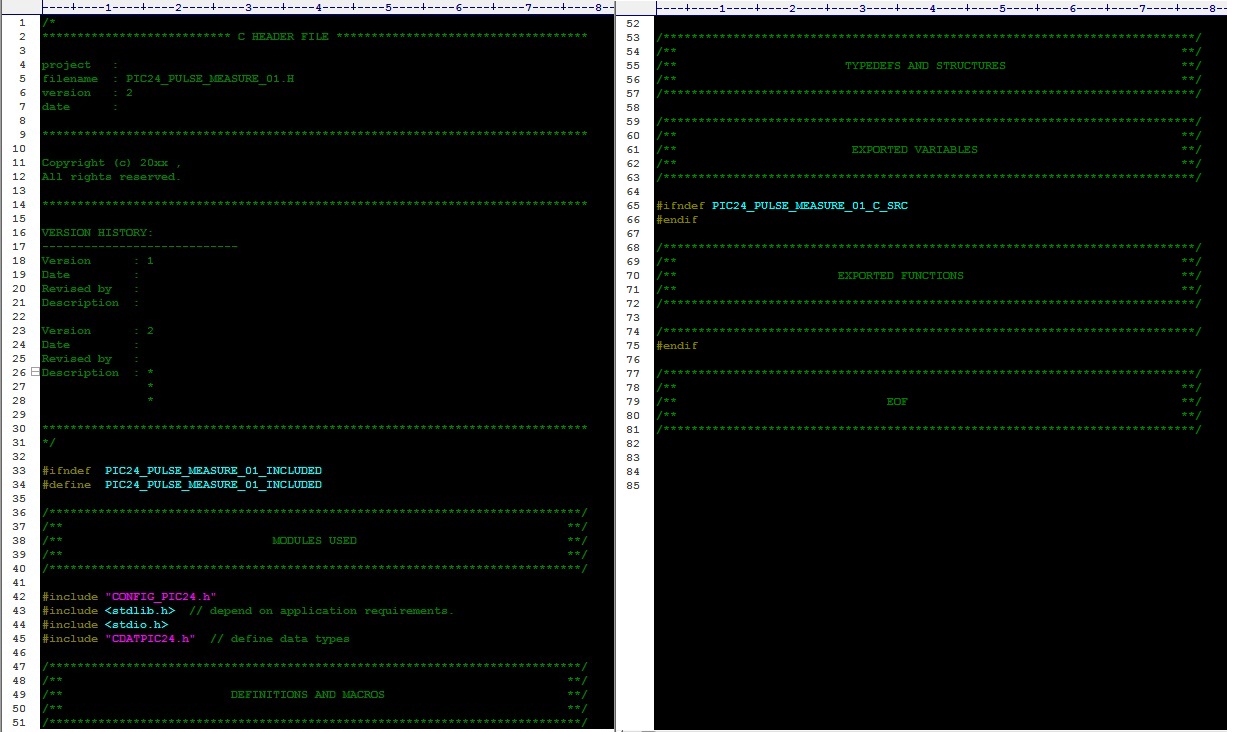 ----+----1----+----2----+----3----+----4----+----5----+----6----+----7----+----8--
1 /*
2 *************************** C HEADER FILE ************************************
3
4 project   :
5 filename  : PIC24_PULSE_MEASURE_01.H
6 version   : 2
7 date      :
8
9 ******************************************************************************
10
11 Copyright (c) 20xx ,
12 All rights reserved.
13
14 ******************************************************************************
15
16 VERSION HISTORY:
17 ----------------------------
18 Version      : 1
19 Date         :
20 Revised by   :
21 Description  :
22
23 Version      : 2
24 Date         :
25 Revised by   :
26 Description  : *
27                *
28                *
29
30 ******************************************************************************
31 */
32
33 #ifndef  PIC24_PULSE_MEASURE_01_INCLUDED
34 #define  PIC24_PULSE_MEASURE_01_INCLUDED
35
36 /****************************************************************************/
37 /**                                                                        **/
38 /**                              MODULES USED                              **/
39 /**                                                                        **/
40 /****************************************************************************/
41
42 #include "CONFIG_PIC24.h"
43 #include <stdlib.h>  // depend on application requirements.
44 #include <stdio.h>
45 #include "CDATPIC24.h"  // define data types
46
47 /****************************************************************************/
48 /**                                                                        **/
49 /**                        DEFINITIONS AND MACROS                          **/
50 /**                                                                        **/
51 /****************************************************************************/
----+----1----+----2----+----3----+----4----+----5----+----6----+----7----+----8-
52
53 /****************************************************************************/
54 /**                                                                        **/
55 /**                        TYPEDEFS AND STRUCTURES                         **/
56 /**                                                                        **/
57 /****************************************************************************/
58
59 /****************************************************************************/
60 /**                                                                        **/
61 /**                         EXPORTED VARIABLES                             **/
62 /**                                                                        **/
63 /****************************************************************************/
64
65 #ifndef PIC24_PULSE_MEASURE_01_C_SRC
66 #endif
67
68 /****************************************************************************/
69 /**                                                                        **/
70 /**                       EXPORTED FUNCTIONS                               **/
71 /**                                                                        **/
72 /****************************************************************************/
73
74 /****************************************************************************/
75 #endif
76
77 /****************************************************************************/
78 /**                                                                        **/
79 /**                              EOF                                       **/
80 /**                                                                        **/
81 /****************************************************************************/
82
83
84
85